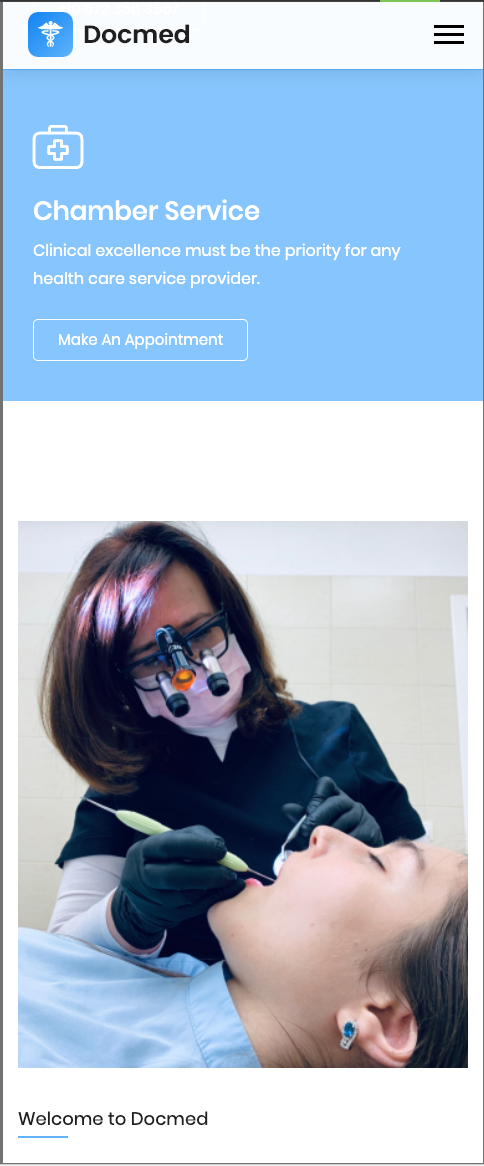 Docmed
Chamber Service
Clinical excellence must be the priority for any
health care service provider.
Make An Appointment
Welcome to Docmed